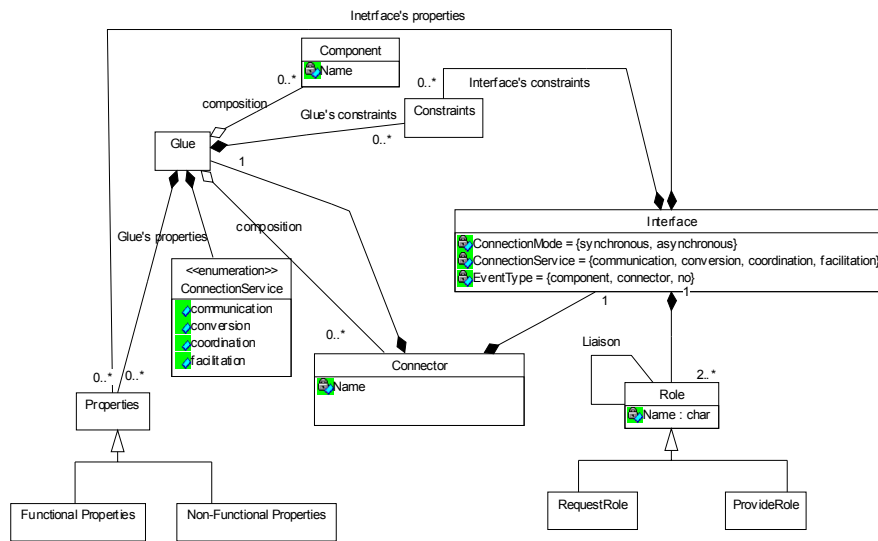 Inetrface's properties
Component
Name
0..*
0..*
Interface's constraints
composition
Glue's constraints
Constraints
Glue
0..*
1
composition
Interface
ConnectionMode = {synchronous, asynchronous}
ConnectionService = {communication, conversion, coordination, facilitation}
EventType = {component, connector, no}
Glue's properties
<<enumeration>>
ConnectionService
communication
conversion
coordination
facilitation
1
1
0..*
Liaison
Connector
Name
2..*
0..*
0..*
Role
Name : char
Properties
RequestRole
ProvideRole
Functional Properties
Non-Functional Properties